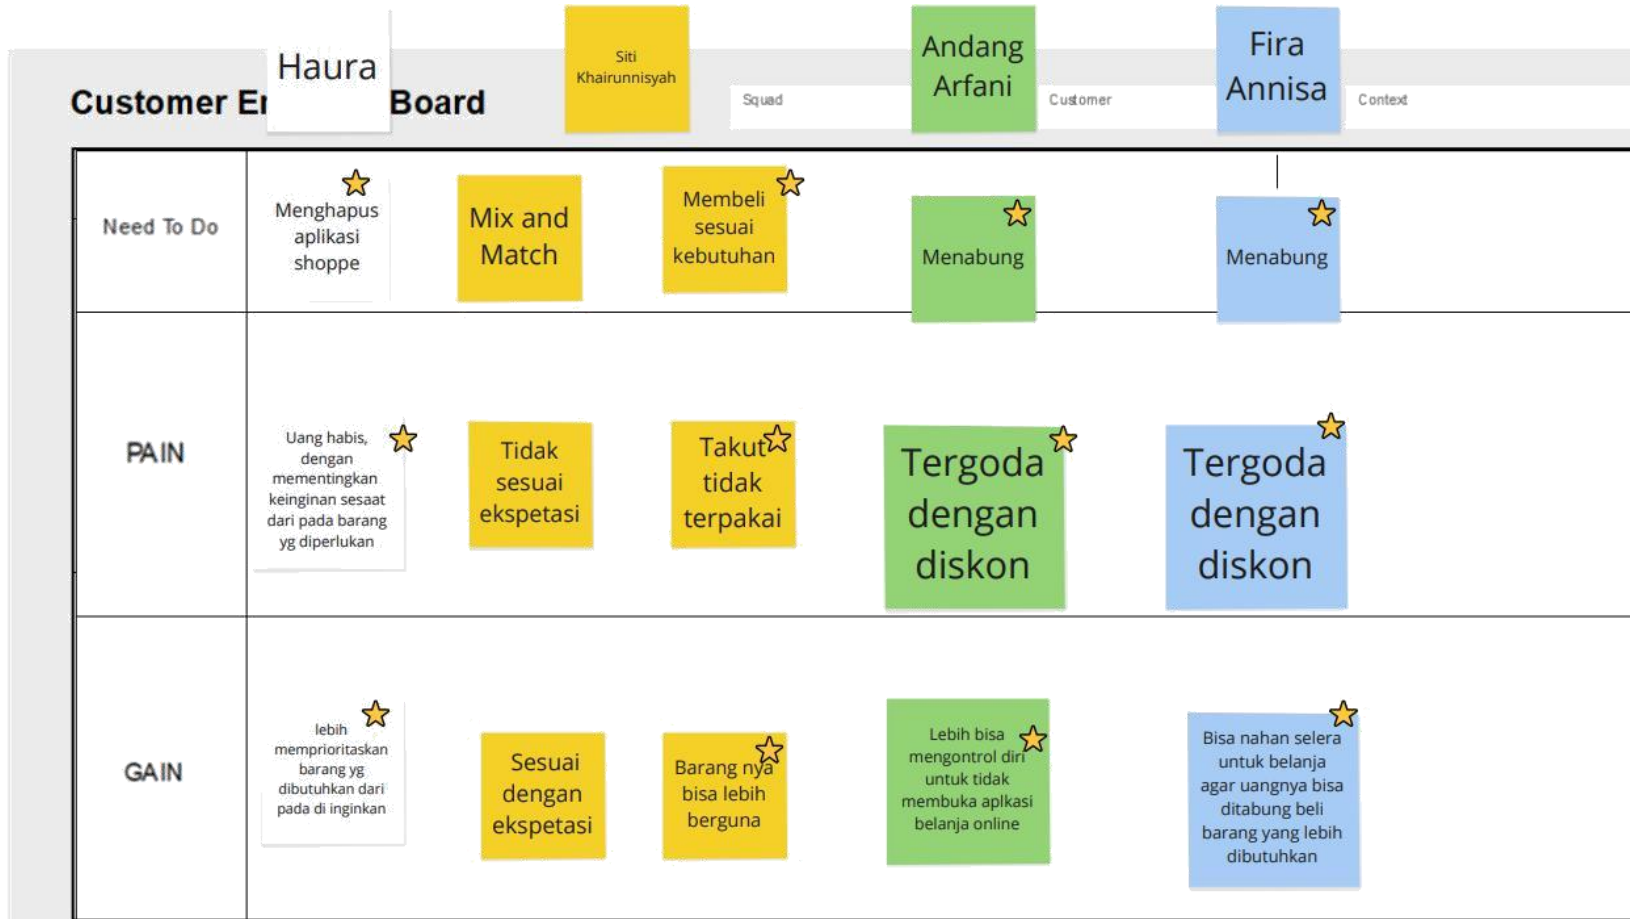 Haura
Siti
Khairunnisyah
Andang
Arfani
Fira
Annisa
Customer E Board
Squad
Customer
Context
Need To Do
Menghapus
aplikasi
shoppe
Mix and
Match
Membeli
sesuai
kebutuhan
Menabung
Menabung
PAIN
Uang habis,
dengan
mementingkan
keinginan sesaat
dari pada barang
yg diperlukan
Tidak
sesuai
ekspetasi
Takut
tidak
terpakai
Tergoda
dengan
diskon
Tergoda
dengan
diskon
GAIN
lebih
memprioritaskan
barang yg
dibutuhkan dari
pada di inginkan
Sesuai
dengan
ekspetasi
Barang nya
bisa lebih
berguna
Lebih bisa
mengontrol diri
untuk tidak
membuka aplkasi
belanja online
Bisa nahan selera
untuk belanja
agar uangnya bisa
ditabung beli
barang yang lebih
dibutuhkan